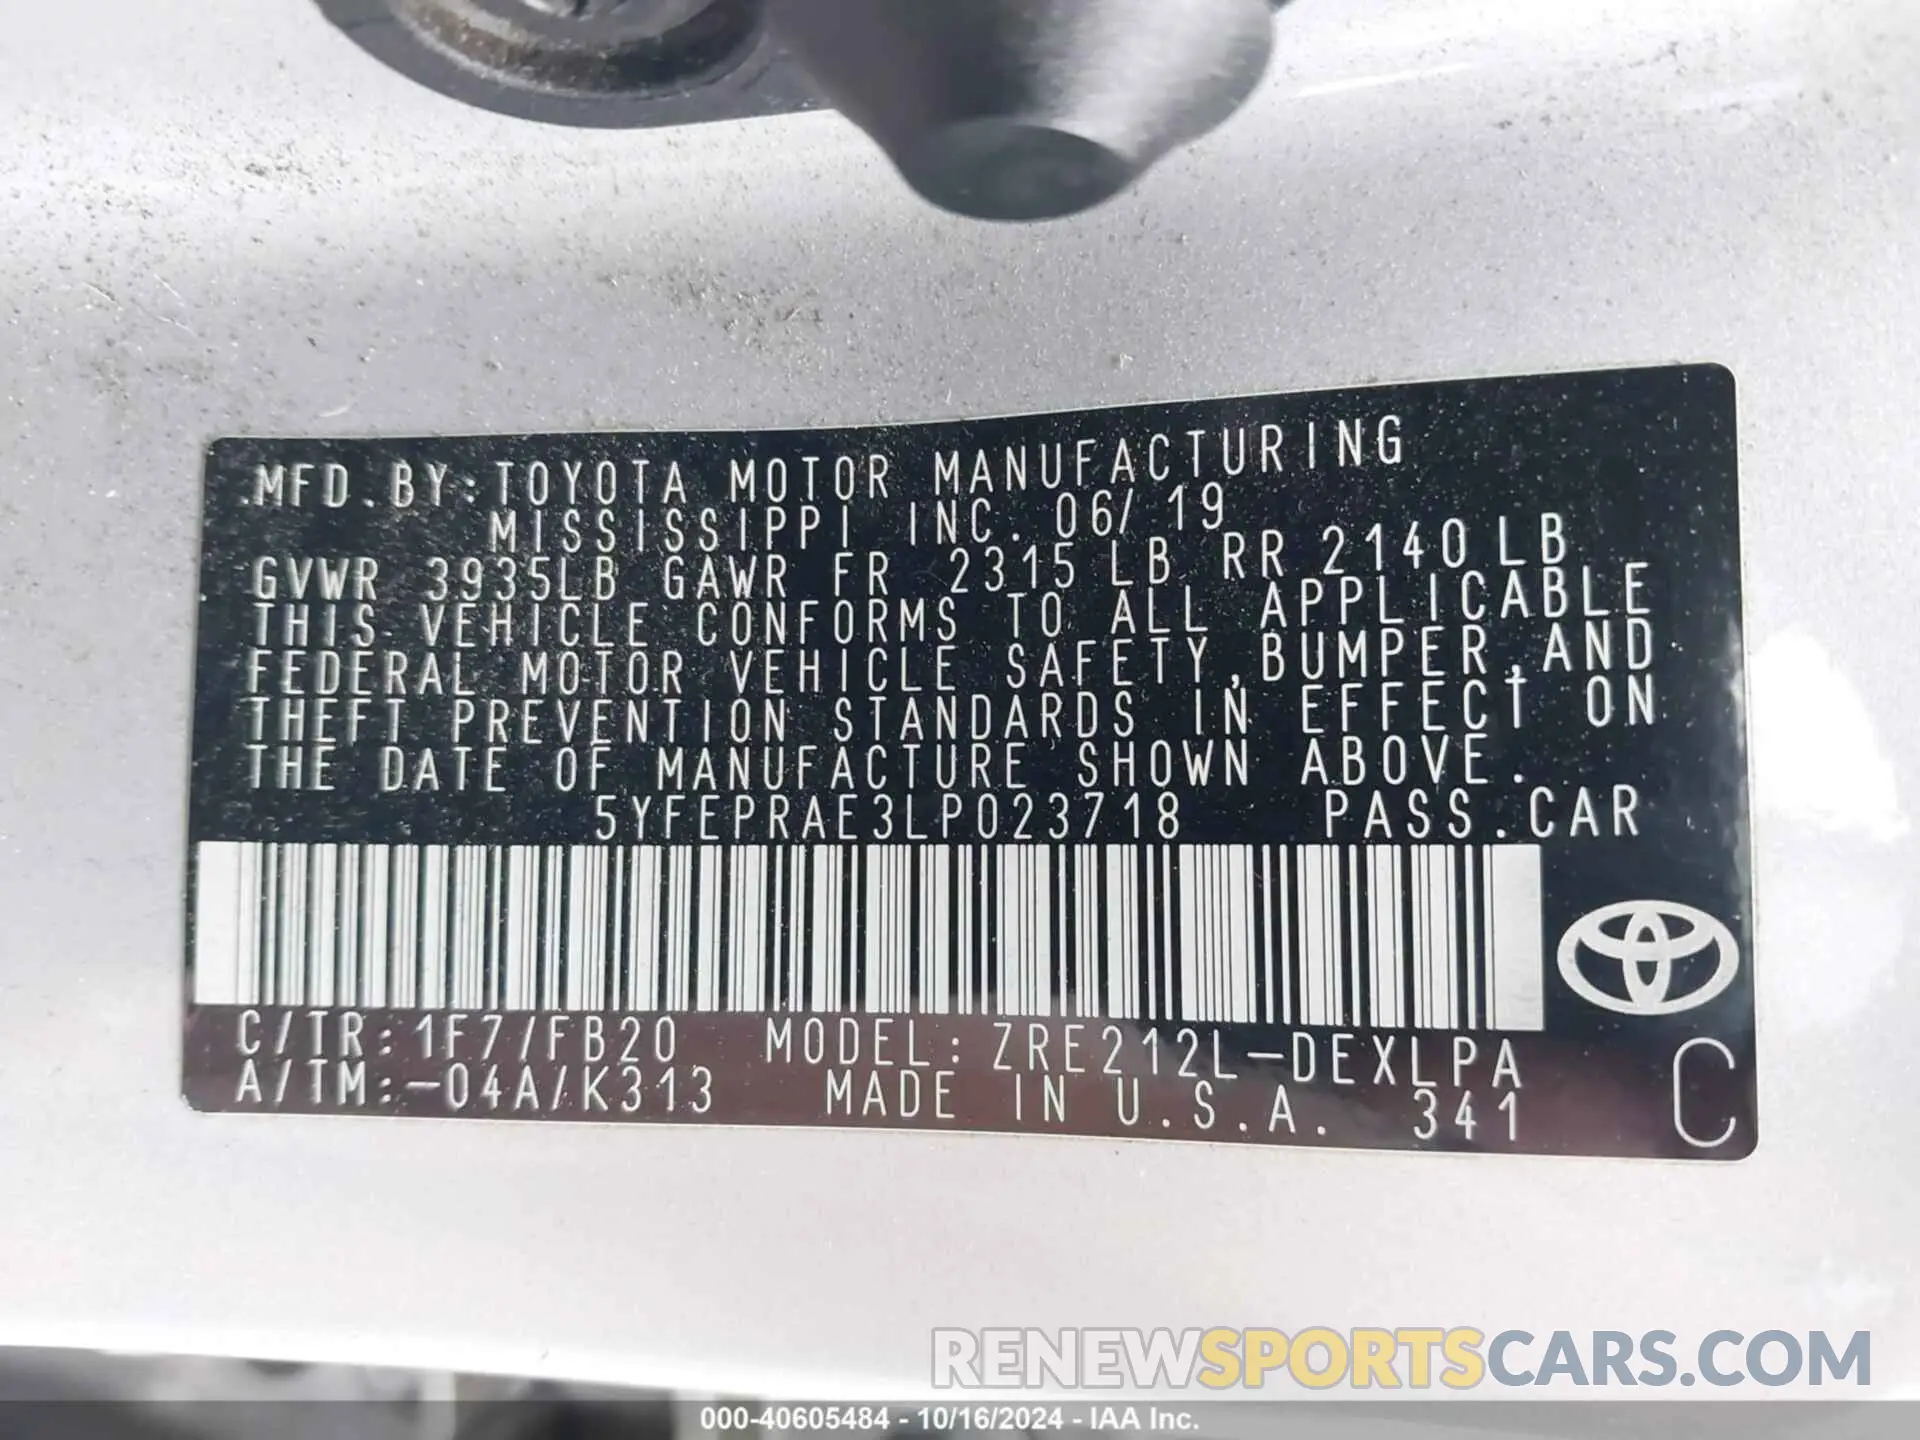 MFD.BY:TOYOTA MOTOR MANUFACTURING
MISSISSIPPI INC. 06/19
GVWR 3935LB GAWR FR 2315 LB RR 2140 LB
THIS VEHICLE CONFORMS TO ALL APPLICABLE
FEDERAL MOTOR VEHICLE SAFETY,BUMPER,AND
THEFT PREVENTION STANDARDS IN EFFECT ON
THE DATE OF MANUFACTURE SHOWN ABOVE.
5YFEPRAE3LP023718 PASS.CAR
C/TR:1F7/FB20 MODEL:ZRE212L-DEXLPA
A/TM:-04A/K313 MADE IN U.S.A. 341
C
RENEWSPORTSCARS.COM
000-40605484 - 10/16/2024 - IAA Inc.